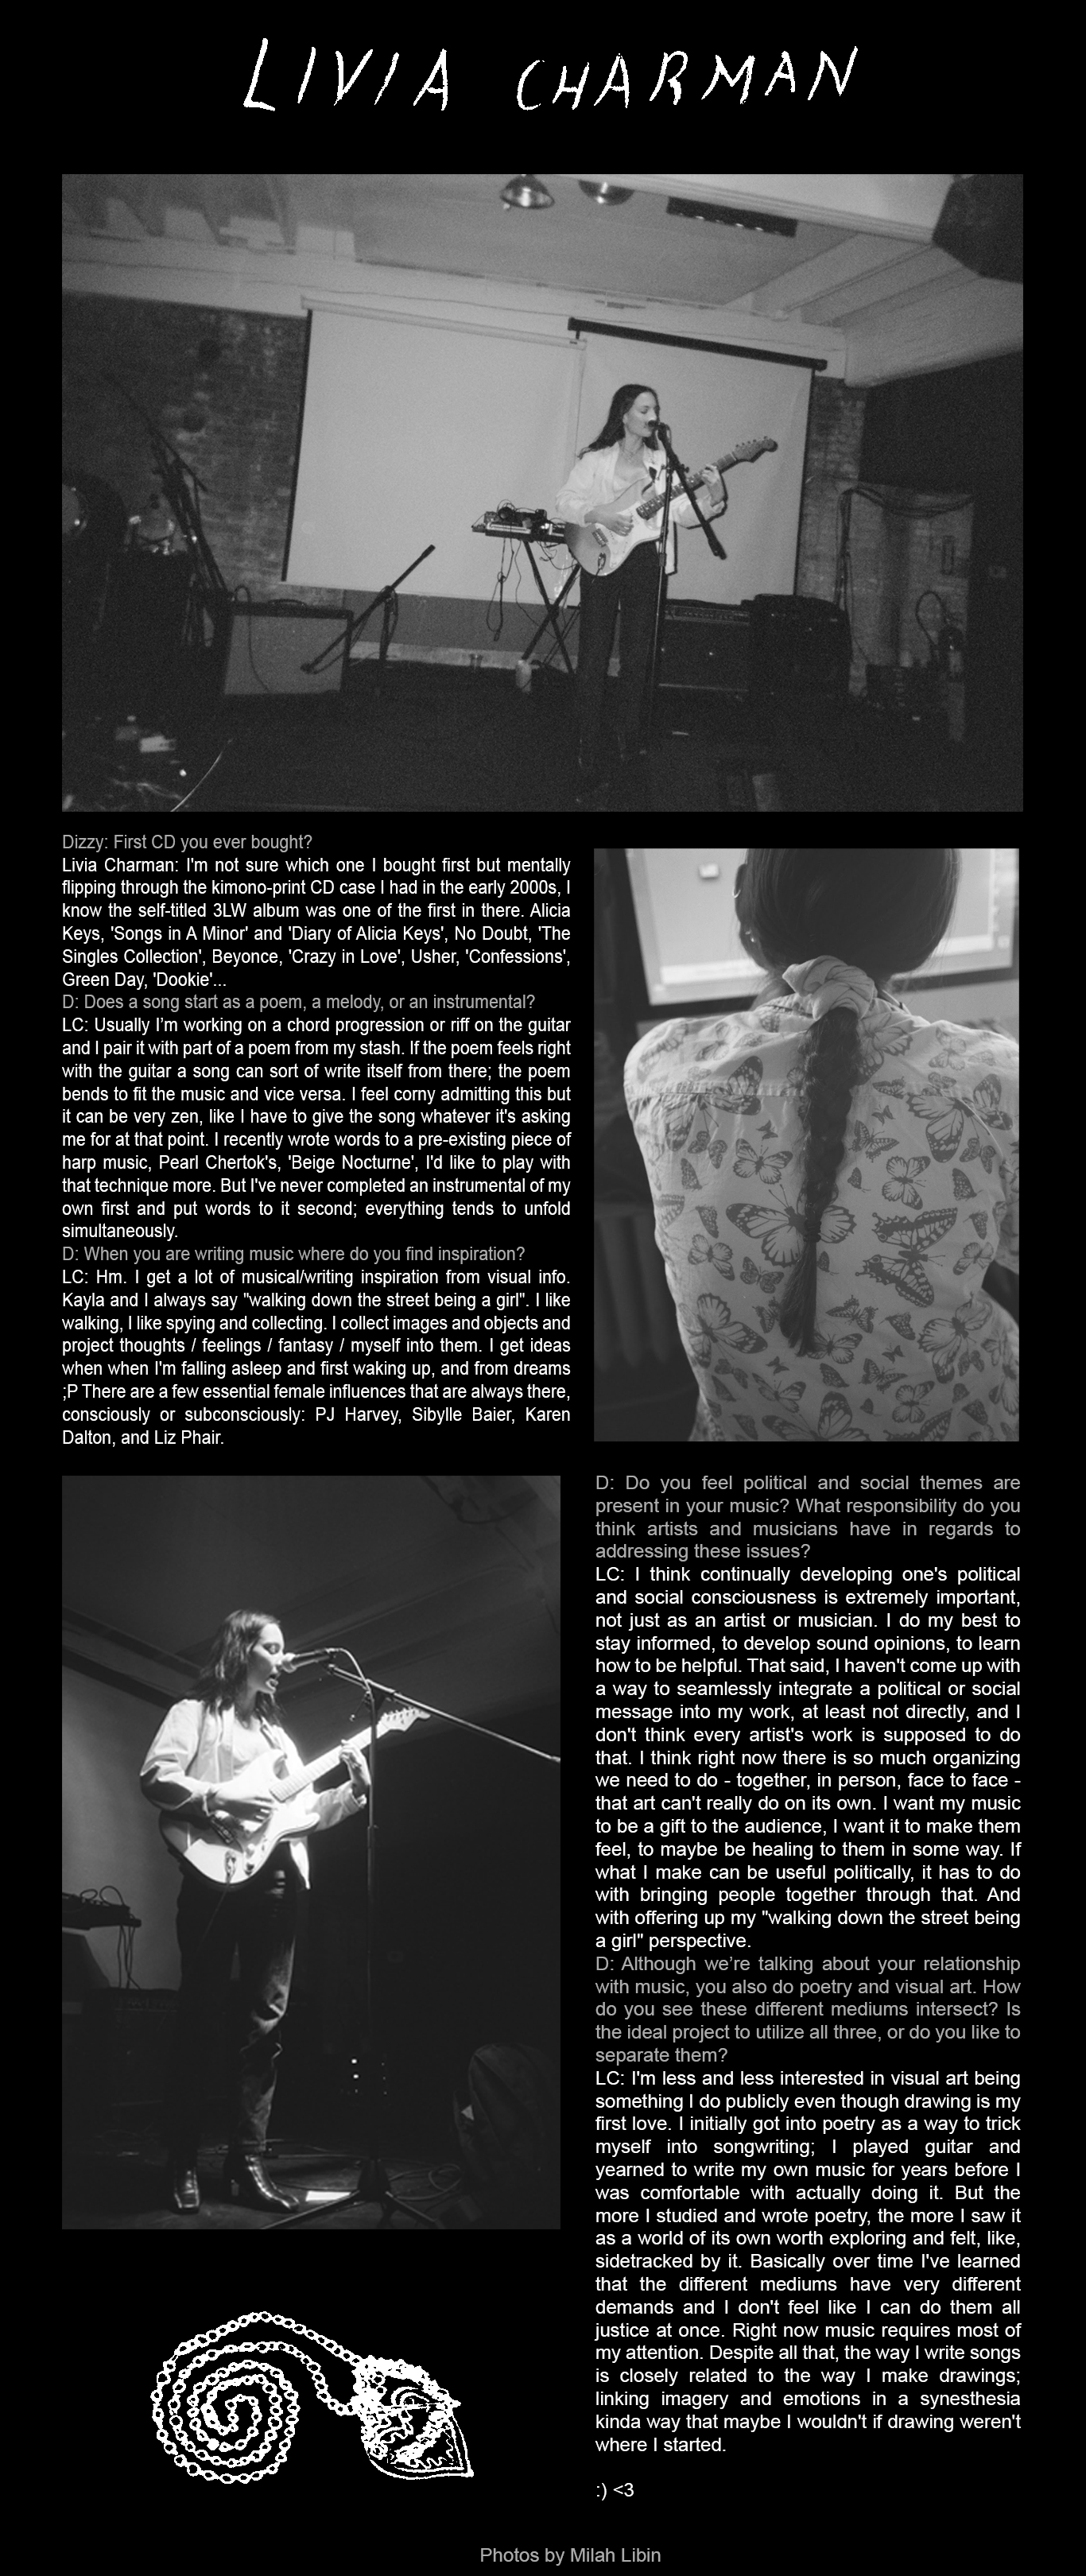 LIVIA CHARMAN
Dizzy: First CD you ever bought?
Livia Charman: I'm not sure which one I bought first but mentally
flipping through the kimono-print CD case I had in the early 2000s, I
know the self-titled 3LW album was one of the first in there. Alicia
Keys, 'Songs in A Minor' and 'Diary of Alicia Keys', No Doubt, 'The
Singles Collection', Beyonce, 'Crazy in Love', Usher, 'Confessions',
Green Day, 'Dookie'...
D: Does a song start as a poem, a melody, or an instrumental?
LC: Usually I’m working on a chord progression or riff on the guitar
and I pair it with part of a poem from my stash. If the poem feels right
with the guitar a song can sort of write itself from there; the poem
bends to fit the music and vice versa. I feel corny admitting this but
it can be very zen, like I have to give the song whatever it's asking
me for at that point. I recently wrote words to a pre-existing piece of
harp music, Pearl Chertok's, 'Beige Nocturne', I'd like to play with
that technique more. But I've never completed an instrumental of my
own first and put words to it second; everything tends to unfold
simultaneously.
D: When you are writing music where do you find inspiration?
LC: Hm. I get a lot of musical/writing inspiration from visual info.
Kayla and I always say "walking down the street being a girl". I like
walking, I like spying and collecting. I collect images and objects and
project thoughts / feelings / fantasy / myself into them. I get ideas
when when I'm falling asleep and first waking up, and from dreams
;P There are a few essential female influences that are always there,
consciously or subconsciously: PJ Harvey, Sibylle Baier, Karen
Dalton, and Liz Phair.
D: Do you feel political and social themes are
present in your music? What responsibility do you
think artists and musicians have in regards to
addressing these issues?
LC: I think continually developing one's political
and social consciousness is extremely important,
not just as an artist or musician. I do my best to
stay informed, to develop sound opinions, to learn
how to be helpful. That said, I haven't come up with
a way to seamlessly integrate a political or social
message into my work, at least not directly, and I
don't think every artist's work is supposed to do
that. I think right now there is so much organizing
we need to do - together, in person, face to face -
that art can't really do on its own. I want my music
to be a gift to the audience, I want it to make them
feel, to maybe be healing to them in some way. If
what I make can be useful politically, it has to do
with bringing people together through that. And
with offering up my "walking down the street being
a girl" perspective.
D: Although we’re talking about your relationship
with music, you also do poetry and visual art. How
do you see these different mediums intersect? Is
the ideal project to utilize all three, or do you like to
separate them?
LC: I'm less and less interested in visual art being
something I do publicly even though drawing is my
first love. I initially got into poetry as a way to trick
myself into songwriting; I played guitar and
yearned to write my own music for years before I
was comfortable with actually doing it. But the
more I studied and wrote poetry, the more I saw it
as a world of its own worth exploring and felt, like,
sidetracked by it. Basically over time I've learned
that the different mediums have very different
demands and I don't feel like I can do them all
justice at once. Right now music requires most of
my attention. Despite all that, the way I write songs
is closely related to the way I make drawings;
linking imagery and emotions in a synesthesia
kinda way that maybe I wouldn't if drawing weren't
where I started.
:) <3
Photos by Milah Libin